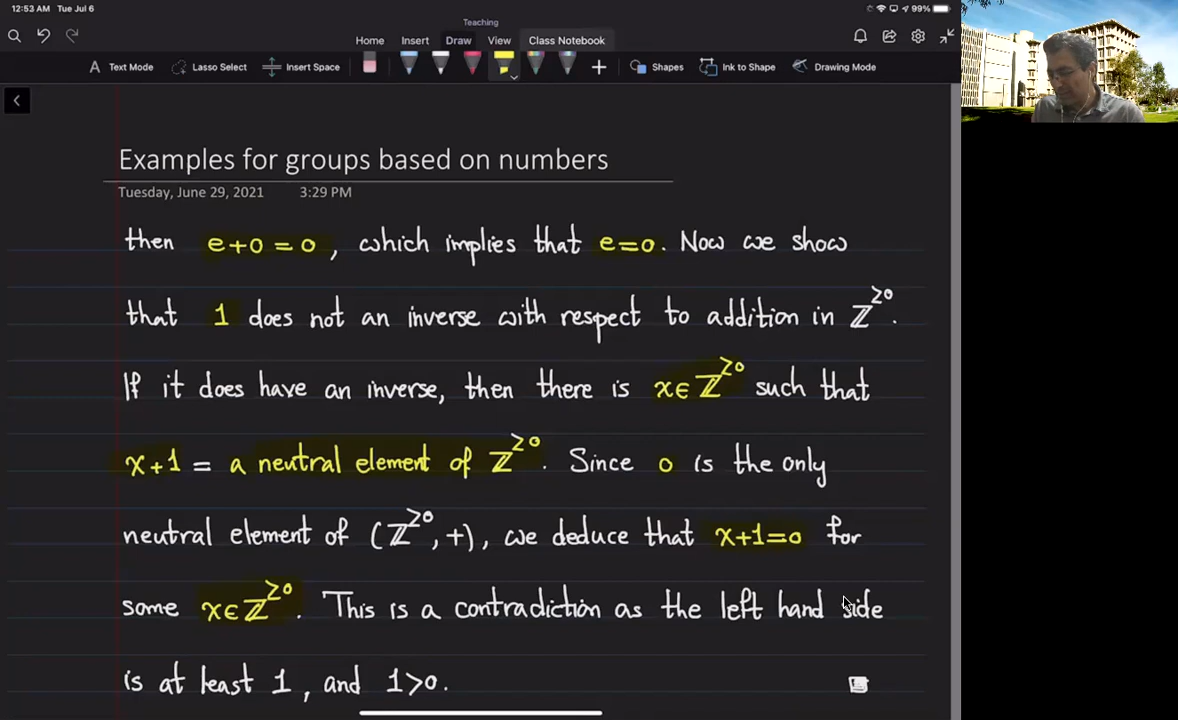 12:53 AM Tue Jul 6
99%
Teaching
Home Insert Draw View Class Notebook
Text Mode Lasso Select Insert Space Shapes Ink to Shape Drawing Mode
Examples for groups based on numbers
Tuesday, June 29, 2021 3:29 PM
then e+0=0, which implies that e=0. Now we show
that 1 does not an inverse with respect to addition in ℤ^≥0.
If it does have an inverse, then there is x∈ℤ^≥0 such that
x+1 = a neutral element of ℤ^≥0. Since 0 is the only
neutral element of (ℤ^≥0, +), we deduce that x+1=0 for
some x∈ℤ^≥0. This is a contradiction as the left hand side
is at least 1, and 1>0.